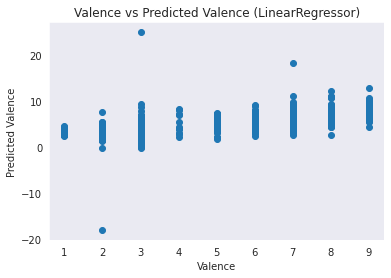 Valence vs Predicted Valence (LinearRegressor)
Predicted Valence
20
10
0
−10
−20
1 2 3 4 5 6 7 8 9
Valence